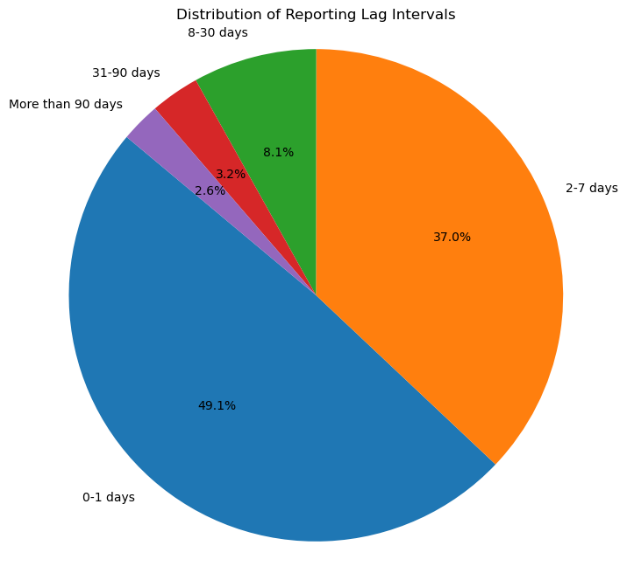 Distribution of Reporting Lag Intervals
8-30 days
31-90 days
More than 90 days
8.1%
3.2%
2.6%
2-7 days
37.0%
49.1%
0-1 days